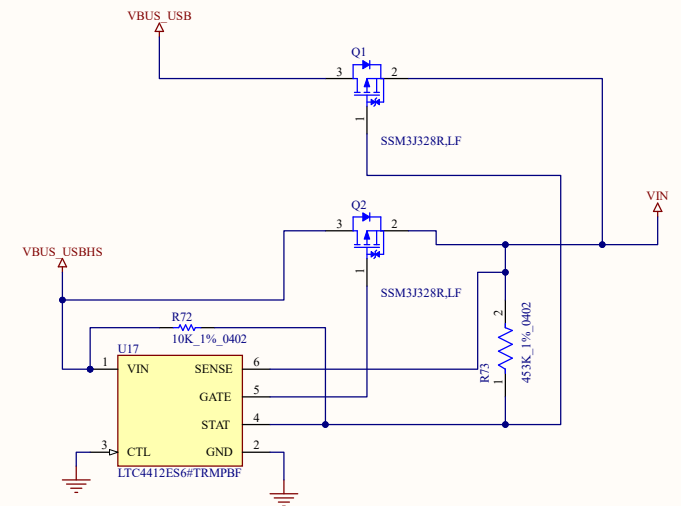 VBUS_USB
Q1
3
2
1
SSM3J328R,LF
VIN
Q2
3
2
VBUS_USBHS
1
SSM3J328R,LF
R72
10K_1%_0402
2
453K_1%_0402
R73
1
U17
1
VIN
SENSE
6
GATE
5
STAT
4
3
CTL
GND
2
LTC4412ES6#TRMPBF